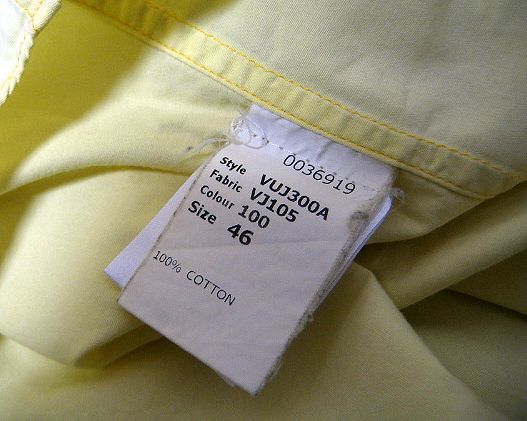 0036919
Style VUJ300A
Fabric VJ105
Colour 100
Size 46
100% COTTON